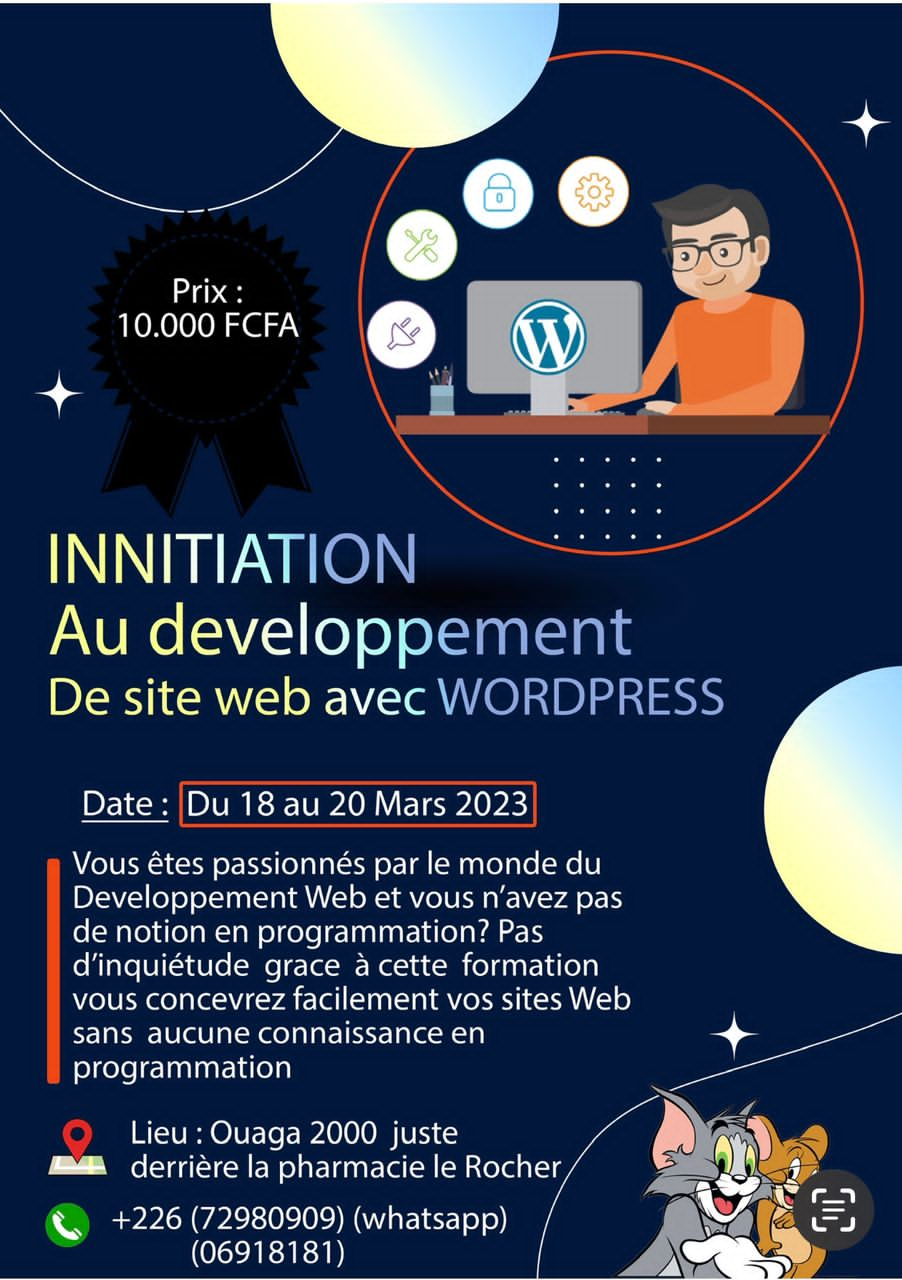 Prix :
10.000 FCFA
INNITIATION
Au developpement
De site web avec WORDPRESS
Date : Du 18 au 20 Mars 2023
Vous êtes passionnés par le monde du
Developpement Web et vous n’avez pas
de notion en programmation? Pas
d’inquiétude grace à cette formation
vous concevrez facilement vos sites Web
sans aucune connaissance en
programmation
Lieu : Ouaga 2000 juste
derrière la pharmacie le Rocher
+226 (72980909) (whatsapp)
(06918181)